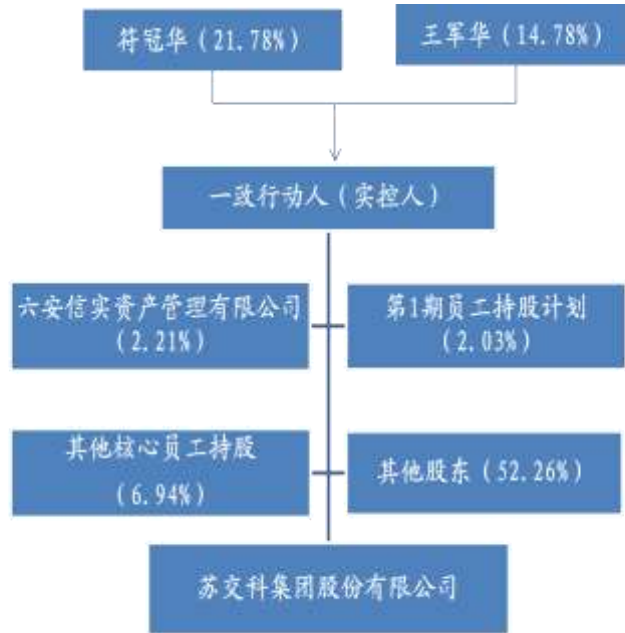 符冠华（21.78%）
王军华（14.78%）
一致行动人（实控人）
六安信实资产管理有限公司
（2.21%）
第1期员工持股计划
（2.03%）
其他核心员工持股
（6.94%）
其他股东（52.26%）
苏交科集团股份有限公司